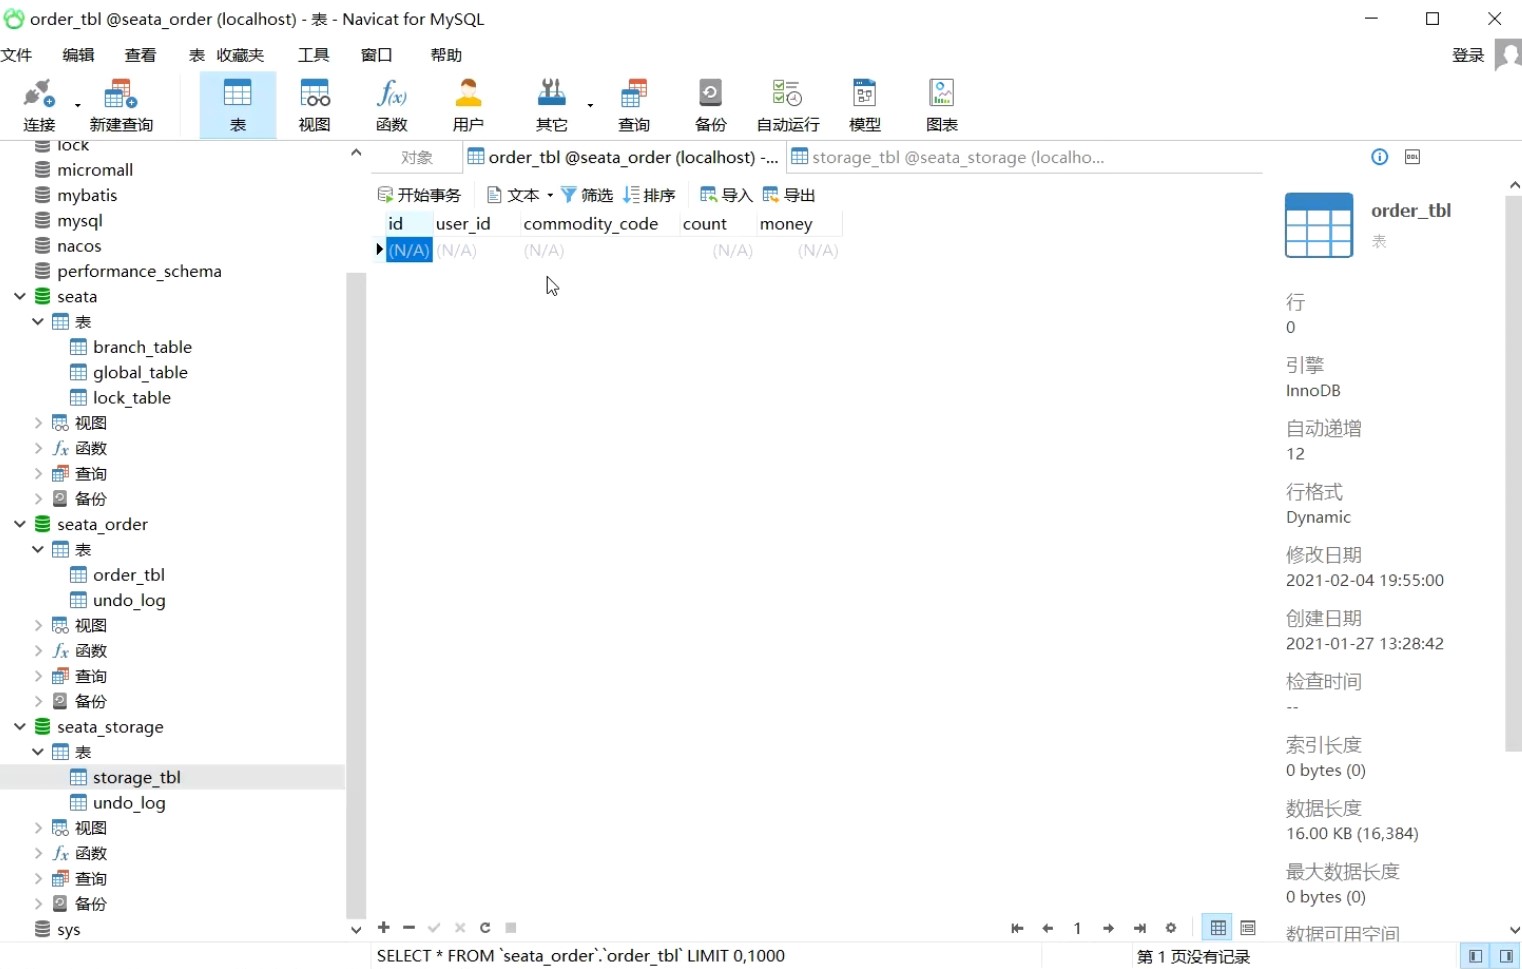 order_tbl @seata_order (localhost) - 表 - Navicat for MySQL
文件 编辑 查看 表 收藏夹 工具 窗口 帮助 登录
连接 新建查询 表 视图 函数 用户 其它 查询 备份 自动运行 模型 图表
lock
micromall
mybatis
mysql
nacos
performance_schema
seata
表
branch_table
global_table
lock_table
视图
函数
查询
备份
seata_order
表
order_tbl
undo_log
视图
函数
查询
备份
seata_storage
表
storage_tbl
undo_log
视图
函数
查询
备份
sys
对象 order_tbl @seata_order (localhost) -... storage_tbl @seata_storage (localho...
开始事务 文本 筛选 排序 导入 导出
id user_id commodity_code count money
(N/A) (N/A) (N/A) (N/A) (N/A)
1
SELECT * FROM `seata_order`.`order_tbl` LIMIT 0,1000
第 1 页没有记录
order_tbl
表
行
0
引擎
InnoDB
自动递增
12
行格式
Dynamic
修改日期
2021-02-04 19:55:00
创建日期
2021-01-27 13:28:42
检查时间
--
索引长度
0 bytes (0)
数据长度
16.00 KB (16,384)
最大数据长度
0 bytes (0)
数据可用空间